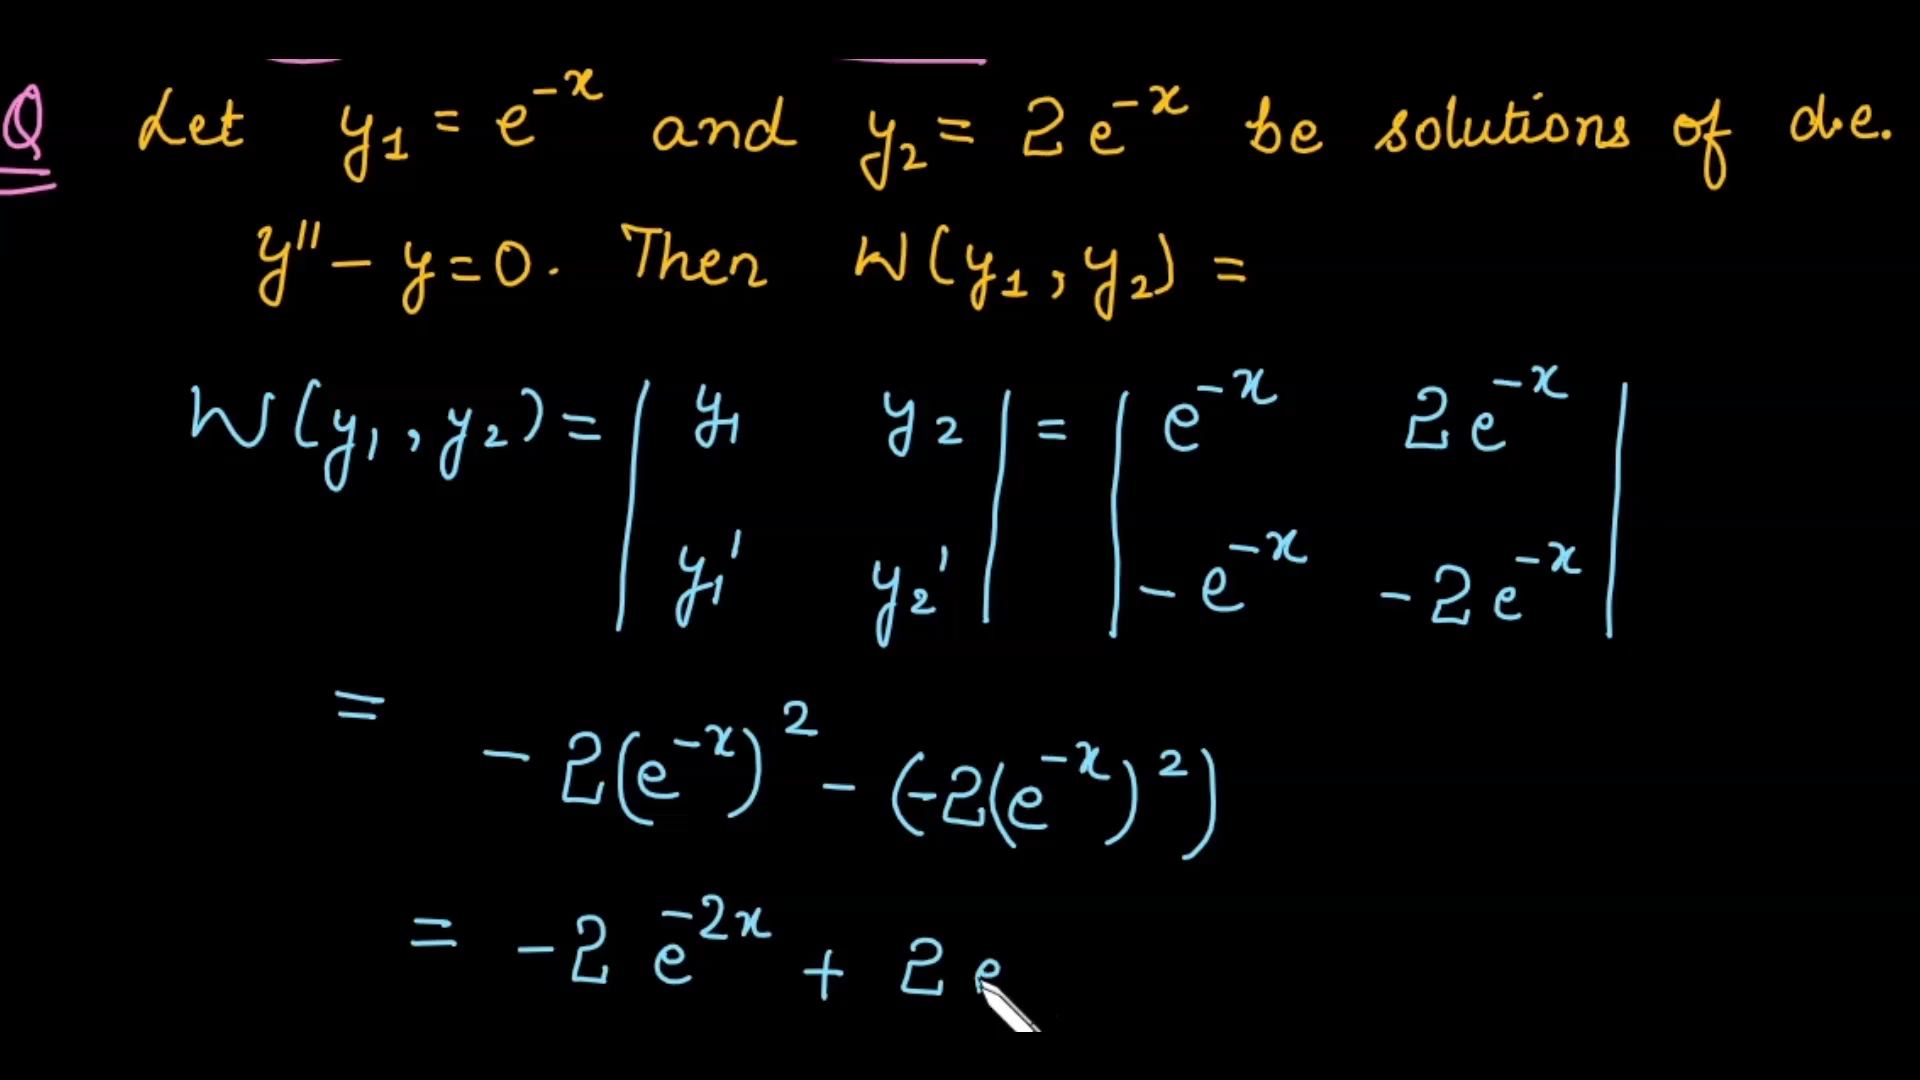 Q Let y₁ = e^{-x} and y₂ = 2e^{-x} be solutions of d.e.
y'' - y = 0. Then W(y₁, y₂) =
W(y₁, y₂) = | y₁ y₂ | = | e^{-x} 2e^{-x} |
| y₁' y₂' | | -e^{-x} -2e^{-x} |
= -2(e^{-x})² - (-2(e^{-x})²)
= -2 e^{-2x} + 2e